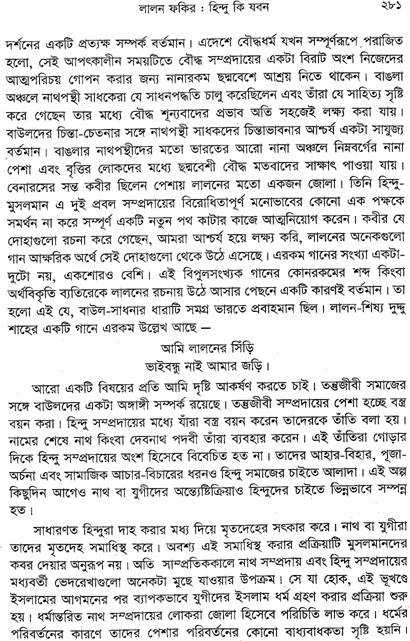 লালন ফকির : হিন্দু কি যবন ২৮১
দর্শনের একটি প্রত্যক্ষ সম্পর্ক বর্তমান। এদেশে বৌদ্ধধর্ম যখন সম্পূর্ণরূপে পরাজিত
হলো, সেই আপৎকালীন সময়টিতে বৌদ্ধ সম্প্রদায়ের একটা বিরাট অংশ নিজেদের
আত্মপরিচয় গোপন করার জন্য নানারকম ছদ্মবেশে আশ্রয় নিতে থাকেন। বাঙলা
অঞ্চলে নাথপন্থী সাধকেরা যে সাধনপদ্ধতি চালু করেছিলেন এবং তাঁরা যে সাহিত্য সৃষ্টি
করে গেছেন তার মধ্যে বৌদ্ধ শূন্যবাদের প্রভাব অতি সহজেই লক্ষ্য করা যায়।
বাউলদের চিন্তা-চেতনার সঙ্গে নাথপন্থী সাধকদের চিন্তাভাবনার আশ্চর্য একটা সাযুজ্য
বর্তমান। বাঙলার নাথপন্থীদের মতো ভারতের আরো নানা অঞ্চলে নিম্নবর্গের নানা
পেশা এবং বৃত্তির লোকদের মধ্যে ছদ্মবেশী বৌদ্ধ মতবাদের সাক্ষাৎ পাওয়া যায়।
বেনারসের সন্ত কবীর ছিলেন পেশায় লালনের মতো একজন জোলা। তিনি হিন্দু-
মুসলমান এ দুই প্রবল সম্প্রদায়ের বিরোধিতাপূর্ণ মনোভাবের কোনো এক পক্ষকে
সমর্থন না করে সম্পূর্ণ একটি নতুন পথ কাটার কাজে আত্মনিয়োগ করেন। কবীর যে
দোহাগুলো রচনা করে গেছেন, আমরা আশ্চর্য হয়ে লক্ষ্য করি, লালনের অনেকগুলো
গান আক্ষরিক অর্থে সেই দোহাগুলো থেকে উঠে এসেছে। এরকম গানের সংখ্যা একটা-
দুটো নয়, একশোরও বেশি। এই বিপুলসংখ্যক গানের কোনরকমের শব্দ কিংবা
অর্থবিকৃতি ব্যতিরেকে লালনের রচনায় উঠে আসার পেছনে একটি কারণই বর্তমান। তা
হলো এই যে, বাউল-সাধনার ধারাটি সমগ্র ভারতে প্রবাহমান ছিল। লালন-শিষ্য দুদ্দু
শাহের একটি গানে এরকম উল্লেখ আছে —
আমি লালনের সিঁড়ি
ভাইবন্ধু নাই আমার জড়ি।
আরো একটি বিষয়ের প্রতি আমি দৃষ্টি আকর্ষণ করতে চাই। তন্তুজীবী সমাজের
সঙ্গে বাউলদের একটা অঙ্গাঙ্গী সম্পর্ক রয়েছে। তন্তুজীবী সম্প্রদায়ের পেশা হচ্ছে বস্ত্র
বয়ন করা। হিন্দু সম্প্রদায়ের মধ্যে যাঁরা বস্ত্র বয়ন করেন তাদেরকে তাঁতি বলা হয়।
নামের শেষে নাথ কিংবা দেবনাথ পদবী তাঁরা ব্যবহার করেন। এই তাঁতিরা গোড়ার
দিকে হিন্দু সম্প্রদায়ের অংশ হিসেবে বিবেচিত হত না। তাদের আহার-বিহার, পূজা-
অর্চনা এবং সামাজিক আচার-বিচারের ধরনও হিন্দু সমাজের চাইতে আলাদা। এই অল্প
কিছুদিন আগেও নাথ বা যুগীদের অন্ত্যেষ্টিক্রিয়াও হিন্দুদের চাইতে ভিন্নভাবে সম্পন্ন
হত।
সাধারণত হিন্দুরা দাহ করার মধ্য দিয়ে মৃতদেহের সৎকার করে। নাথ বা যুগীরা
তাদের মৃতদেহ সমাধিস্থ করে। অবশ্য এই সমাধিস্থ করার প্রক্রিয়াটি মুসলমানদের
কবর দেয়ার অনুরূপ নয়। অতি সাম্প্রতিককালে নাথ সম্প্রদায় এবং হিন্দু সম্প্রদায়ের
মধ্যবর্তী ভেদরেখাগুলো অনেকটা মুছে যাওয়ার উপক্রম। সে যা হোক, এই ভূখণ্ডে
ইসলামের আগমনের পর ব্যাপকভাবে যুগীদের ইসলাম ধর্ম গ্রহণ করার প্রক্রিয়া শুরু
হয়। ধর্মান্তরিত নাথ সম্প্রদায়ের লোকরা জোলা হিসেবে পরিচিতি লাভ করে। ধর্মের
পরিবর্তনের কারণে তাদের পেশার পরিবর্তনের কোনো বাধ্যবাধকতা সৃষ্টি হয়নি।